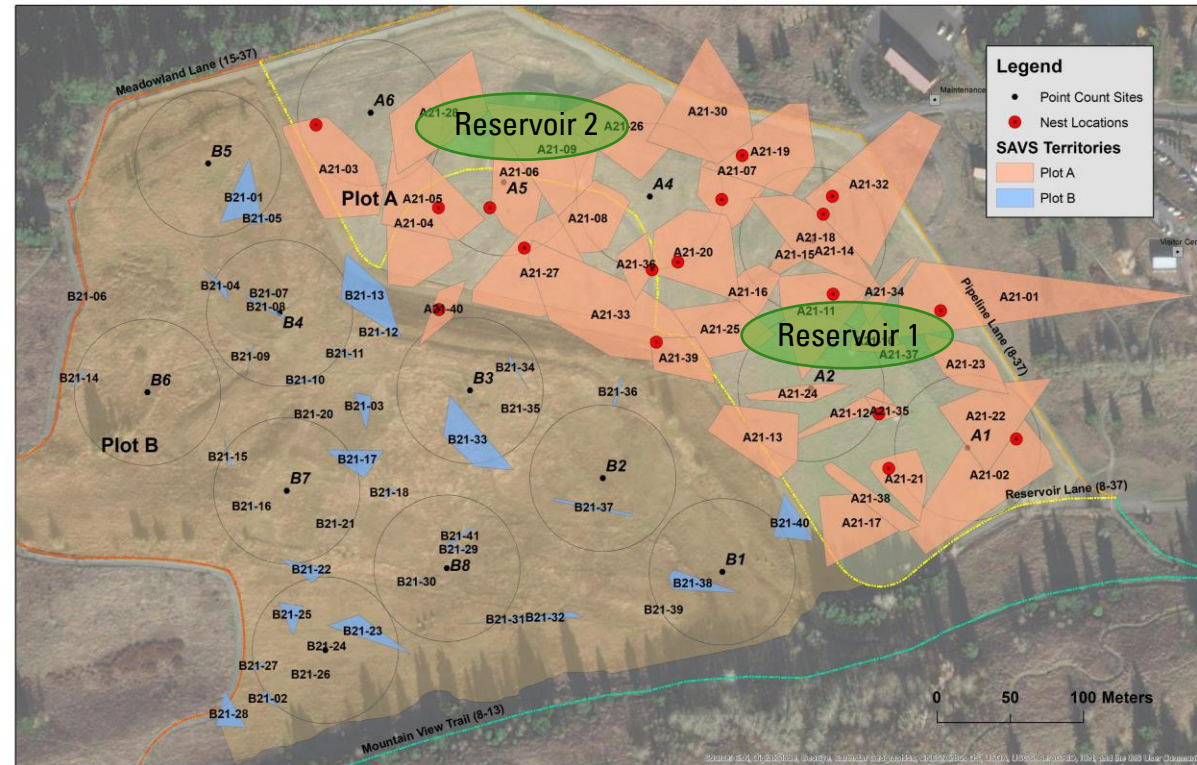 Meadowland Lane (15-37)
Maintenance
Legend
Point Count Sites
Nest Locations
SAVS Territories
Plot A
Plot B
A6
A21-28
Reservoir 2
A21-26
A21-30
A21-09
B5
A21-03
Plot A
A21-06
A5
A4
A21-07
A21-19
A21-32
B21-01
B21-05
A21-05
A21-04
A21-08
A21-18
A21-14
A21-15
Visitor Cen
B21-06
B21-04
B21-07
B21-08
B4
B21-13
B21-12
A21-27
A21-36
A21-20
A21-16
A21-34
A21-01
Pipeline Lane (8-37)
A21-40
A21-33
A21-25
A21-11
Reservoir 1
A21-37
B21-09
B21-11
A21-39
A21-23
B21-14
B6
B21-10
B3
B21-34
B21-36
A2
A21-24
B21-20
B21-03
B21-35
A21-12
A21-35
A21-22
Plot B
B21-33
A21-13
A1
B21-15
B21-17
B7
B2
A21-21
A21-02
B21-16
B21-18
B21-37
A21-38
Reservoir Lane (8-37)
B21-21
B21-40
A21-17
B21-41
B21-29
B21-22
B8
B1
B21-30
B21-38
B21-25
B21-31
B21-32
B21-39
B21-23
B21-24
B21-27
B21-26
B21-02
B21-28
Mountain View Trail (8-13)
0 50 100 Meters